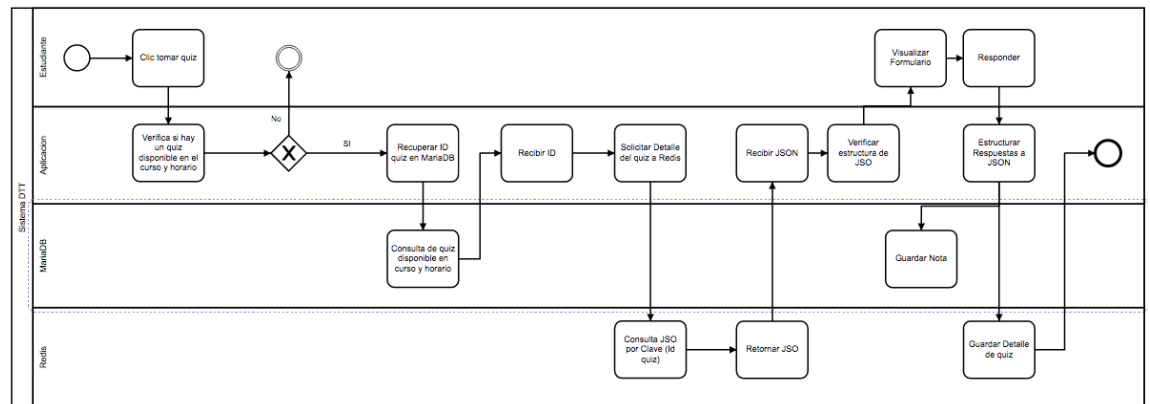 Sistema DTT
Estudiante
Clic tomar quiz
Visualizar
Formulario
Responder
No
Aplicacion
Verifica si hay
un quiz
disponible en el
curso y horario
X
SI
Recuperar ID
quiz en MariaDB
Recibir ID
Solicitar Detalle
del quiz a Redis
Recibir JSON
Verificar
estructura de
JSO
Estructurar
Respuestas a
JSON
MariaDB
Consulta de quiz
disponible en
curso y horario
Guardar Nota
Redis
Consulta JSO
por Clave (Id
quiz)
Retornar JSO
Guardar Detalle
de quiz